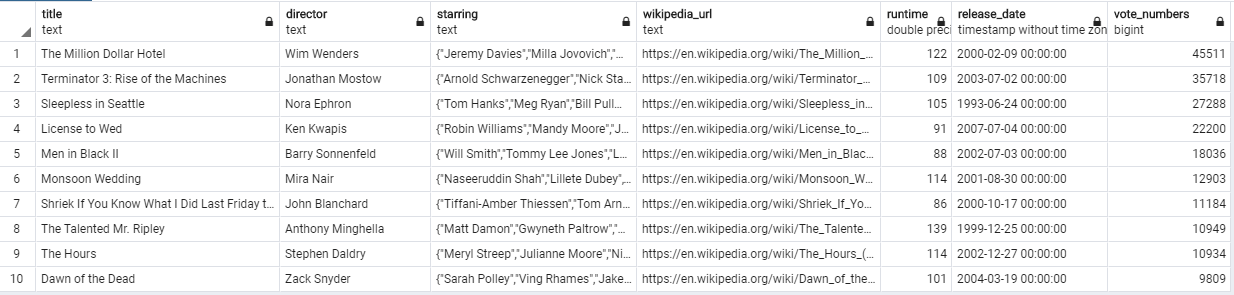 title director starring wikipedia_url runtime release_date vote_numbers
text text text text double preci timestamp without time zon bigint
1 The Million Dollar Hotel Wim Wenders {"Jeremy Davies","Milla Jovovich","... https://en.wikipedia.org/wiki/The_Million_... 122 2000-02-09 00:00:00 45511
2 Terminator 3: Rise of the Machines Jonathan Mostow {"Arnold Schwarzenegger","Nick Sta... https://en.wikipedia.org/wiki/Terminator_... 109 2003-07-02 00:00:00 35718
3 Sleepless in Seattle Nora Ephron {"Tom Hanks","Meg Ryan","Bill Pull... https://en.wikipedia.org/wiki/Sleepless_in... 105 1993-06-24 00:00:00 27288
4 License to Wed Ken Kwapis {"Robin Williams","Mandy Moore","J... https://en.wikipedia.org/wiki/License_to_... 91 2007-07-04 00:00:00 22200
5 Men in Black II Barry Sonnenfeld {"Will Smith","Tommy Lee Jones","L... https://en.wikipedia.org/wiki/Men_in_Blac... 88 2002-07-03 00:00:00 18036
6 Monsoon Wedding Mira Nair {"Naseeruddin Shah","Lillete Dubey",... https://en.wikipedia.org/wiki/Monsoon_W... 114 2001-08-30 00:00:00 12903
7 Shriek If You Know What I Did Last Friday t... John Blanchard {"Tiffani-Amber Thiessen","Tom Arn... https://en.wikipedia.org/wiki/Shriek_If_Yo... 86 2000-10-17 00:00:00 11184
8 The Talented Mr. Ripley Anthony Minghella {"Matt Damon","Gwyneth Paltrow","... https://en.wikipedia.org/wiki/The_Talente... 139 1999-12-25 00:00:00 10949
9 The Hours Stephen Daldry {"Meryl Streep","Julianne Moore","Ni... https://en.wikipedia.org/wiki/The_Hours_(... 114 2002-12-27 00:00:00 10934
10 Dawn of the Dead Zack Snyder {"Sarah Polley","Ving Rhames","Jake... https://en.wikipedia.org/wiki/Dawn_of_the... 101 2004-03-19 00:00:00 9809